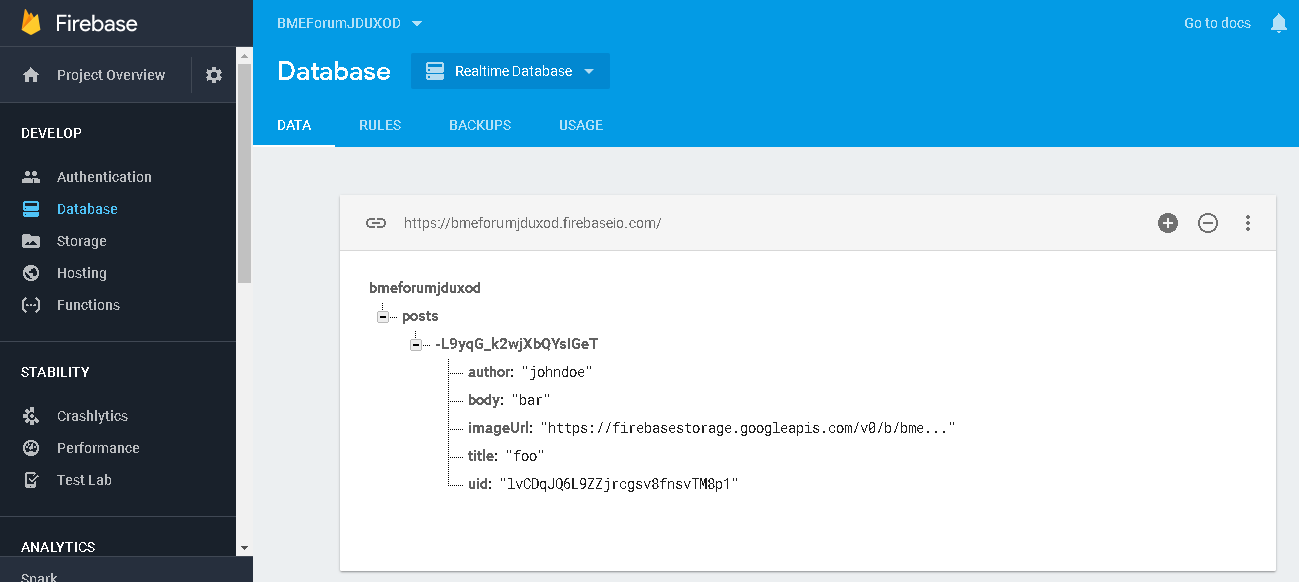 Firebase
BMEForumJDUXOD
Go to docs
Project Overview
Database
Realtime Database
DATA
RULES
BACKUPS
USAGE
DEVELOP
Authentication
Database
Storage
Hosting
Functions
STABILITY
Crashlytics
Performance
Test Lab
ANALYTICS
Spark
https://bmeforumjduxod.firebaseio.com/
bmeforumjduxod
posts
-L9yqG_k2wjXbQYsIGeT
author: "johndoe"
body: "bar"
imageUrl: "https://firebasestorage.googleapis.com/v0/b/bme..."
title: "foo"
uid: "lvCDqJQ6L9ZZjrcgsv8fnsvTM8p1"